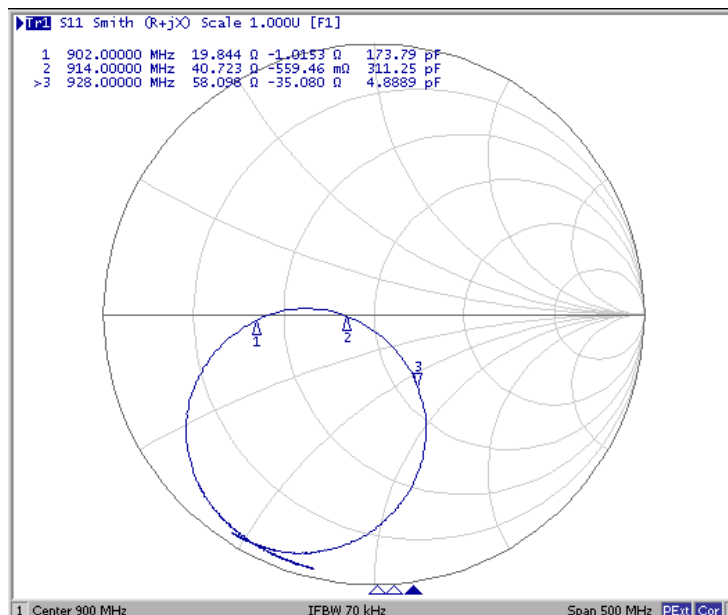 Tr1 S11 Smith (R+jX) Scale 1.000U [F1]
1 902.00000 MHz 19.844 Ω -1.0153 Ω 173.79 pF
2 914.00000 MHz 40.723 Ω -559.46 mΩ 311.25 pF
>3 928.00000 MHz 58.098 Ω -35.080 Ω 4.8889 pF
1
2
3
1 Center 900 MHz IFBW 70 kHz Span 500 MHz PExt Cor